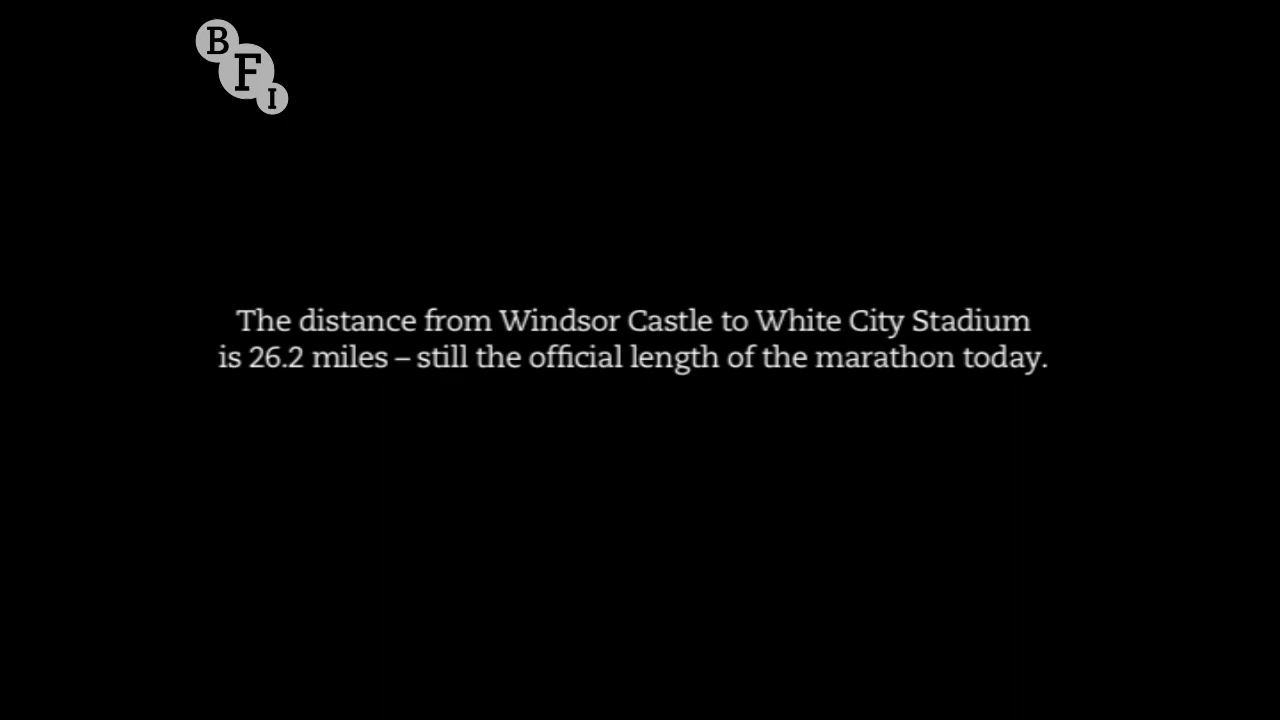 B
F
I
The distance from Windsor Castle to White City Stadium
is 26.2 miles – still the official length of the marathon today.